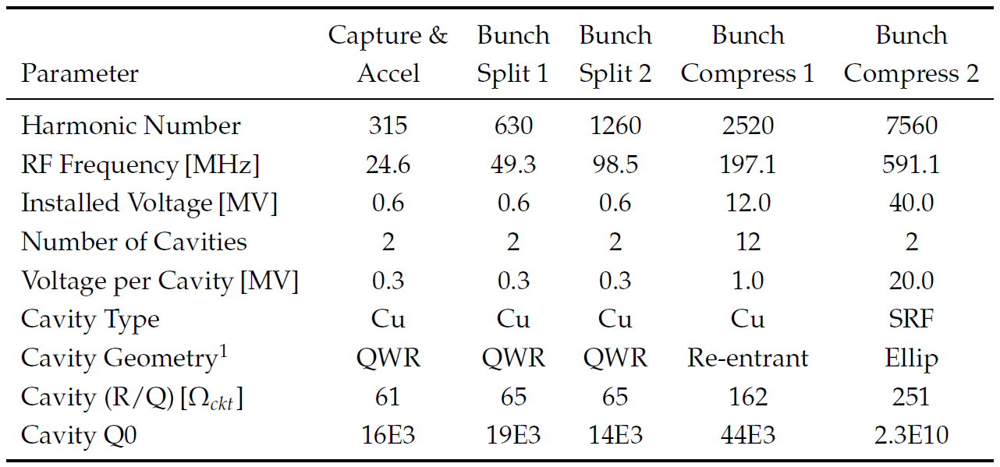 Capture & Bunch Bunch Bunch Bunch
Parameter Accel Split 1 Split 2 Compress 1 Compress 2
Harmonic Number 315 630 1260 2520 7560
RF Frequency [MHz] 24.6 49.3 98.5 197.1 591.1
Installed Voltage [MV] 0.6 0.6 0.6 12.0 40.0
Number of Cavities 2 2 2 12 2
Voltage per Cavity [MV] 0.3 0.3 0.3 1.0 20.0
Cavity Type Cu Cu Cu Cu SRF
Cavity Geometry¹ QWR QWR QWR Re-entrant Ellip
Cavity (R/Q) [Ωckt] 61 65 65 162 251
Cavity Q0 16E3 19E3 14E3 44E3 2.3E10